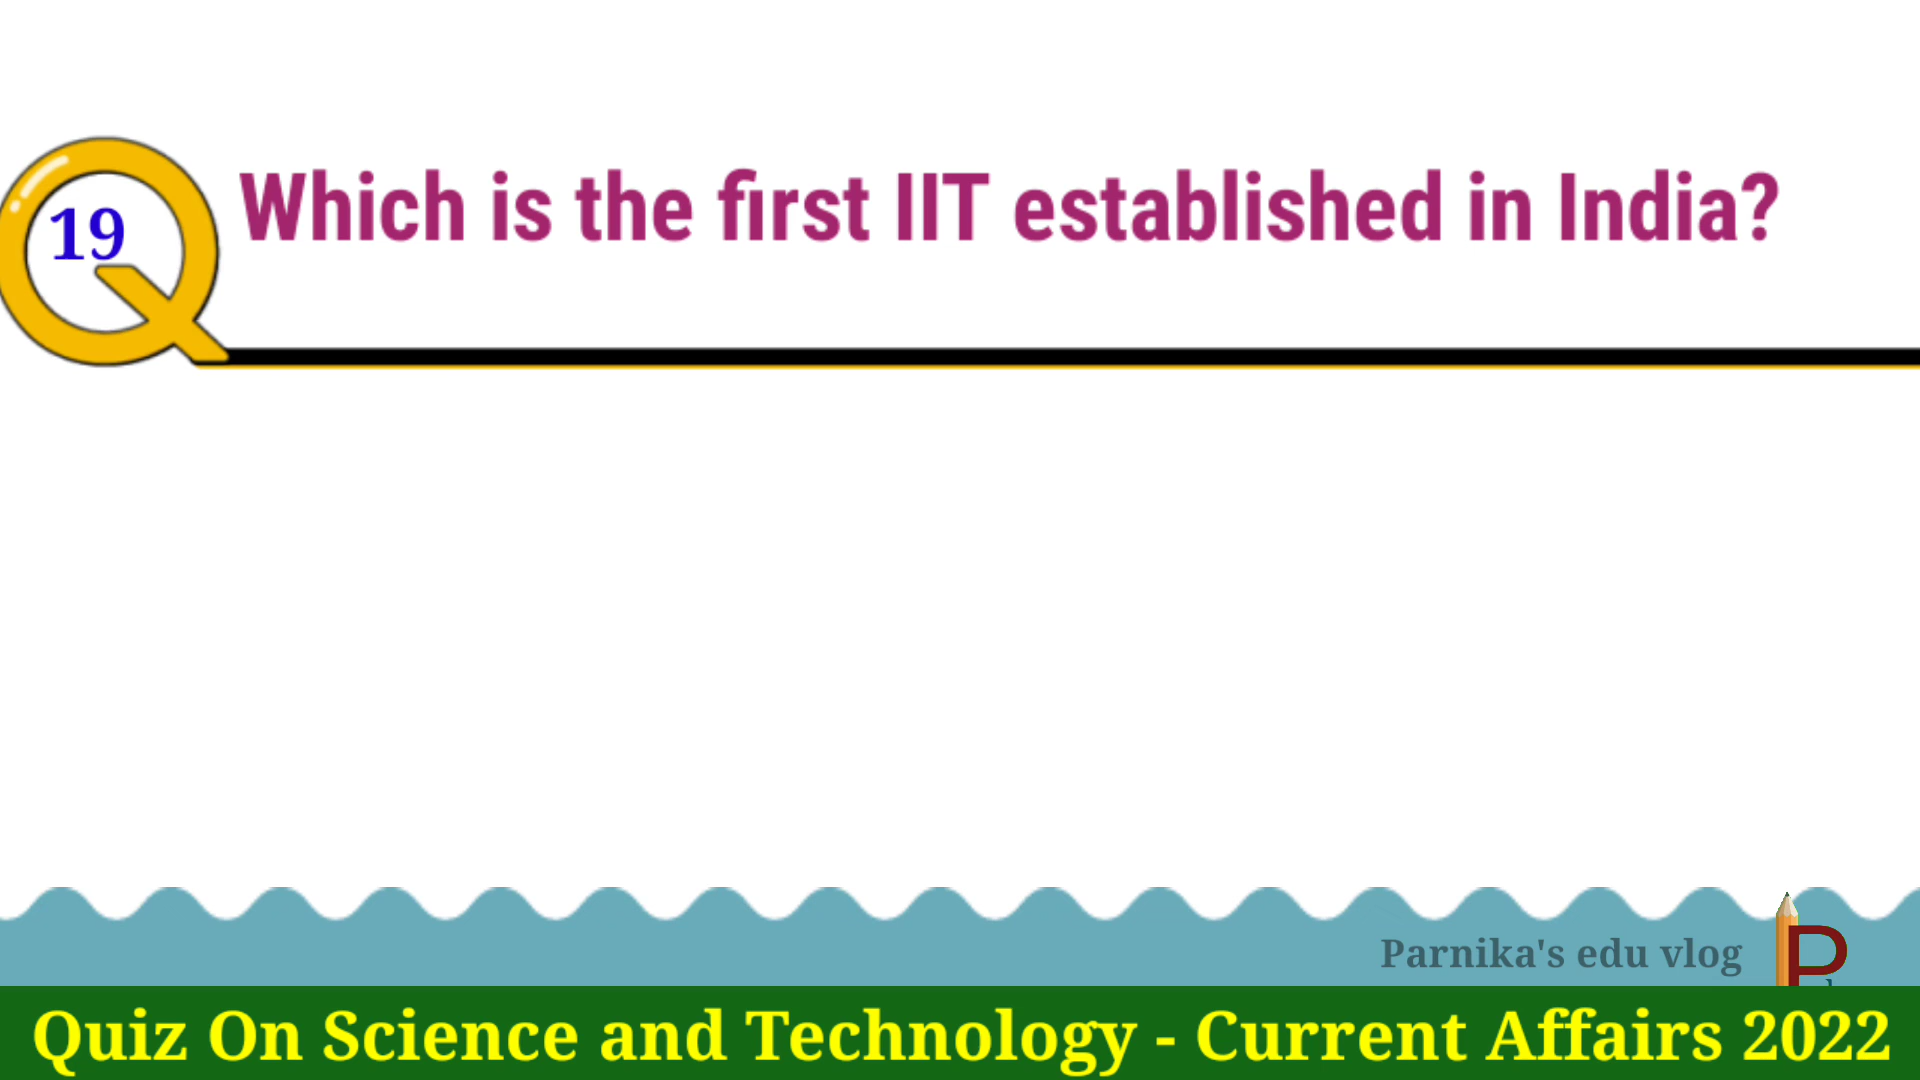 19
Which is the first IIT established in India?
Parnika's edu vlog
P
Quiz On Science and Technology - Current Affairs 2022